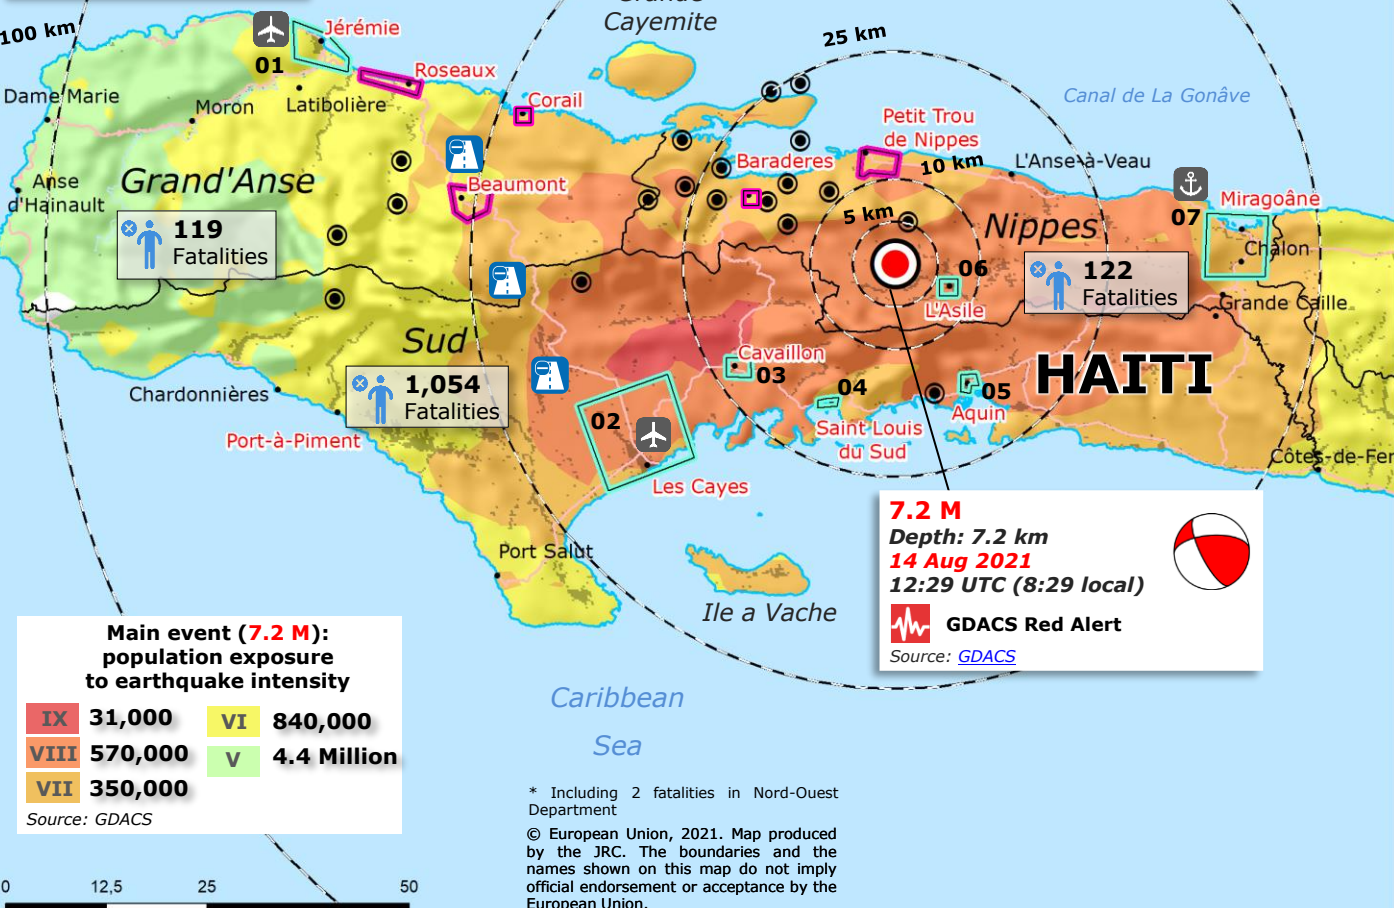 Grande
Cayemite
100 km
Jérémie
01
Roseaux
25 km
Dame Marie
Moron
Latibolière
Corail
Canal de La Gonâve
Petit Trou
de Nippes
Baraderes
10 km
L'Anse-à-Veau
Anse
d'Hainault
Grand'Anse
Beaumont
Miragoâne
07
5 km
Nippes
119
Fatalities
Chalon
06
122
Fatalities
L'Asile
Grande Caille
Sud
Cavaillon
03
HAITI
1,054
Fatalities
Chardonnières
04
05
Aquin
02
Port-à-Piment
Saint Louis
du Sud
Côtes-de-Fer
Les Cayes
7.2 M
Depth: 7.2 km
14 Aug 2021
12:29 UTC (8:29 local)
GDACS Red Alert
Source: GDACS
Port Salut
Ile a Vache
Main event (7.2 M):
population exposure
to earthquake intensity
IX 31,000 VI 840,000
VIII 570,000 V 4.4 Million
VII 350,000
Source: GDACS
Caribbean
Sea
* Including 2 fatalities in Nord-Ouest
Department
© European Union, 2021. Map produced
by the JRC. The boundaries and the
names shown on this map do not imply
official endorsement or acceptance by the
European Union.
0 12,5 25 50